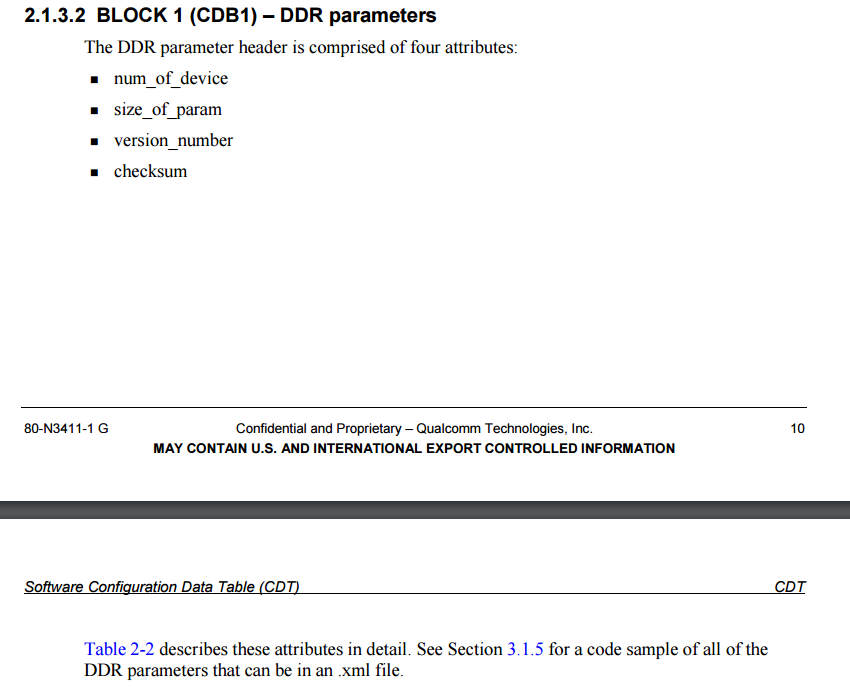 2.1.3.2 BLOCK 1 (CDB1) – DDR parameters
The DDR parameter header is comprised of four attributes:
▪ num_of_device
▪ size_of_param
▪ version_number
▪ checksum
80-N3411-1 G Confidential and Proprietary – Qualcomm Technologies, Inc. 10
MAY CONTAIN U.S. AND INTERNATIONAL EXPORT CONTROLLED INFORMATION
Software Configuration Data Table (CDT) CDT
Table 2-2 describes these attributes in detail. See Section 3.1.5 for a code sample of all of the
DDR parameters that can be in an .xml file.